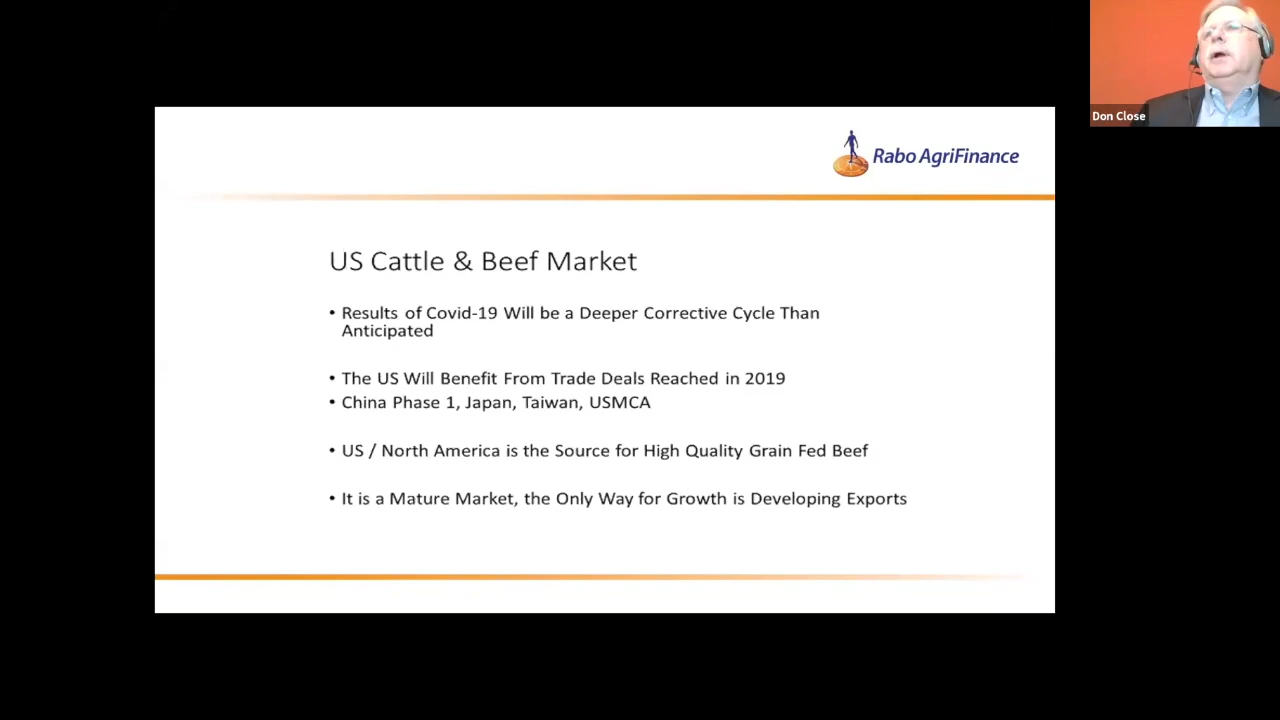 Don Close
Rabo AgriFinance
US Cattle & Beef Market
• Results of Covid-19 Will be a Deeper Corrective Cycle Than
Anticipated
• The US Will Benefit From Trade Deals Reached in 2019
• China Phase 1, Japan, Taiwan, USMCA
• US / North America is the Source for High Quality Grain Fed Beef
• It is a Mature Market, the Only Way for Growth is Developing Exports